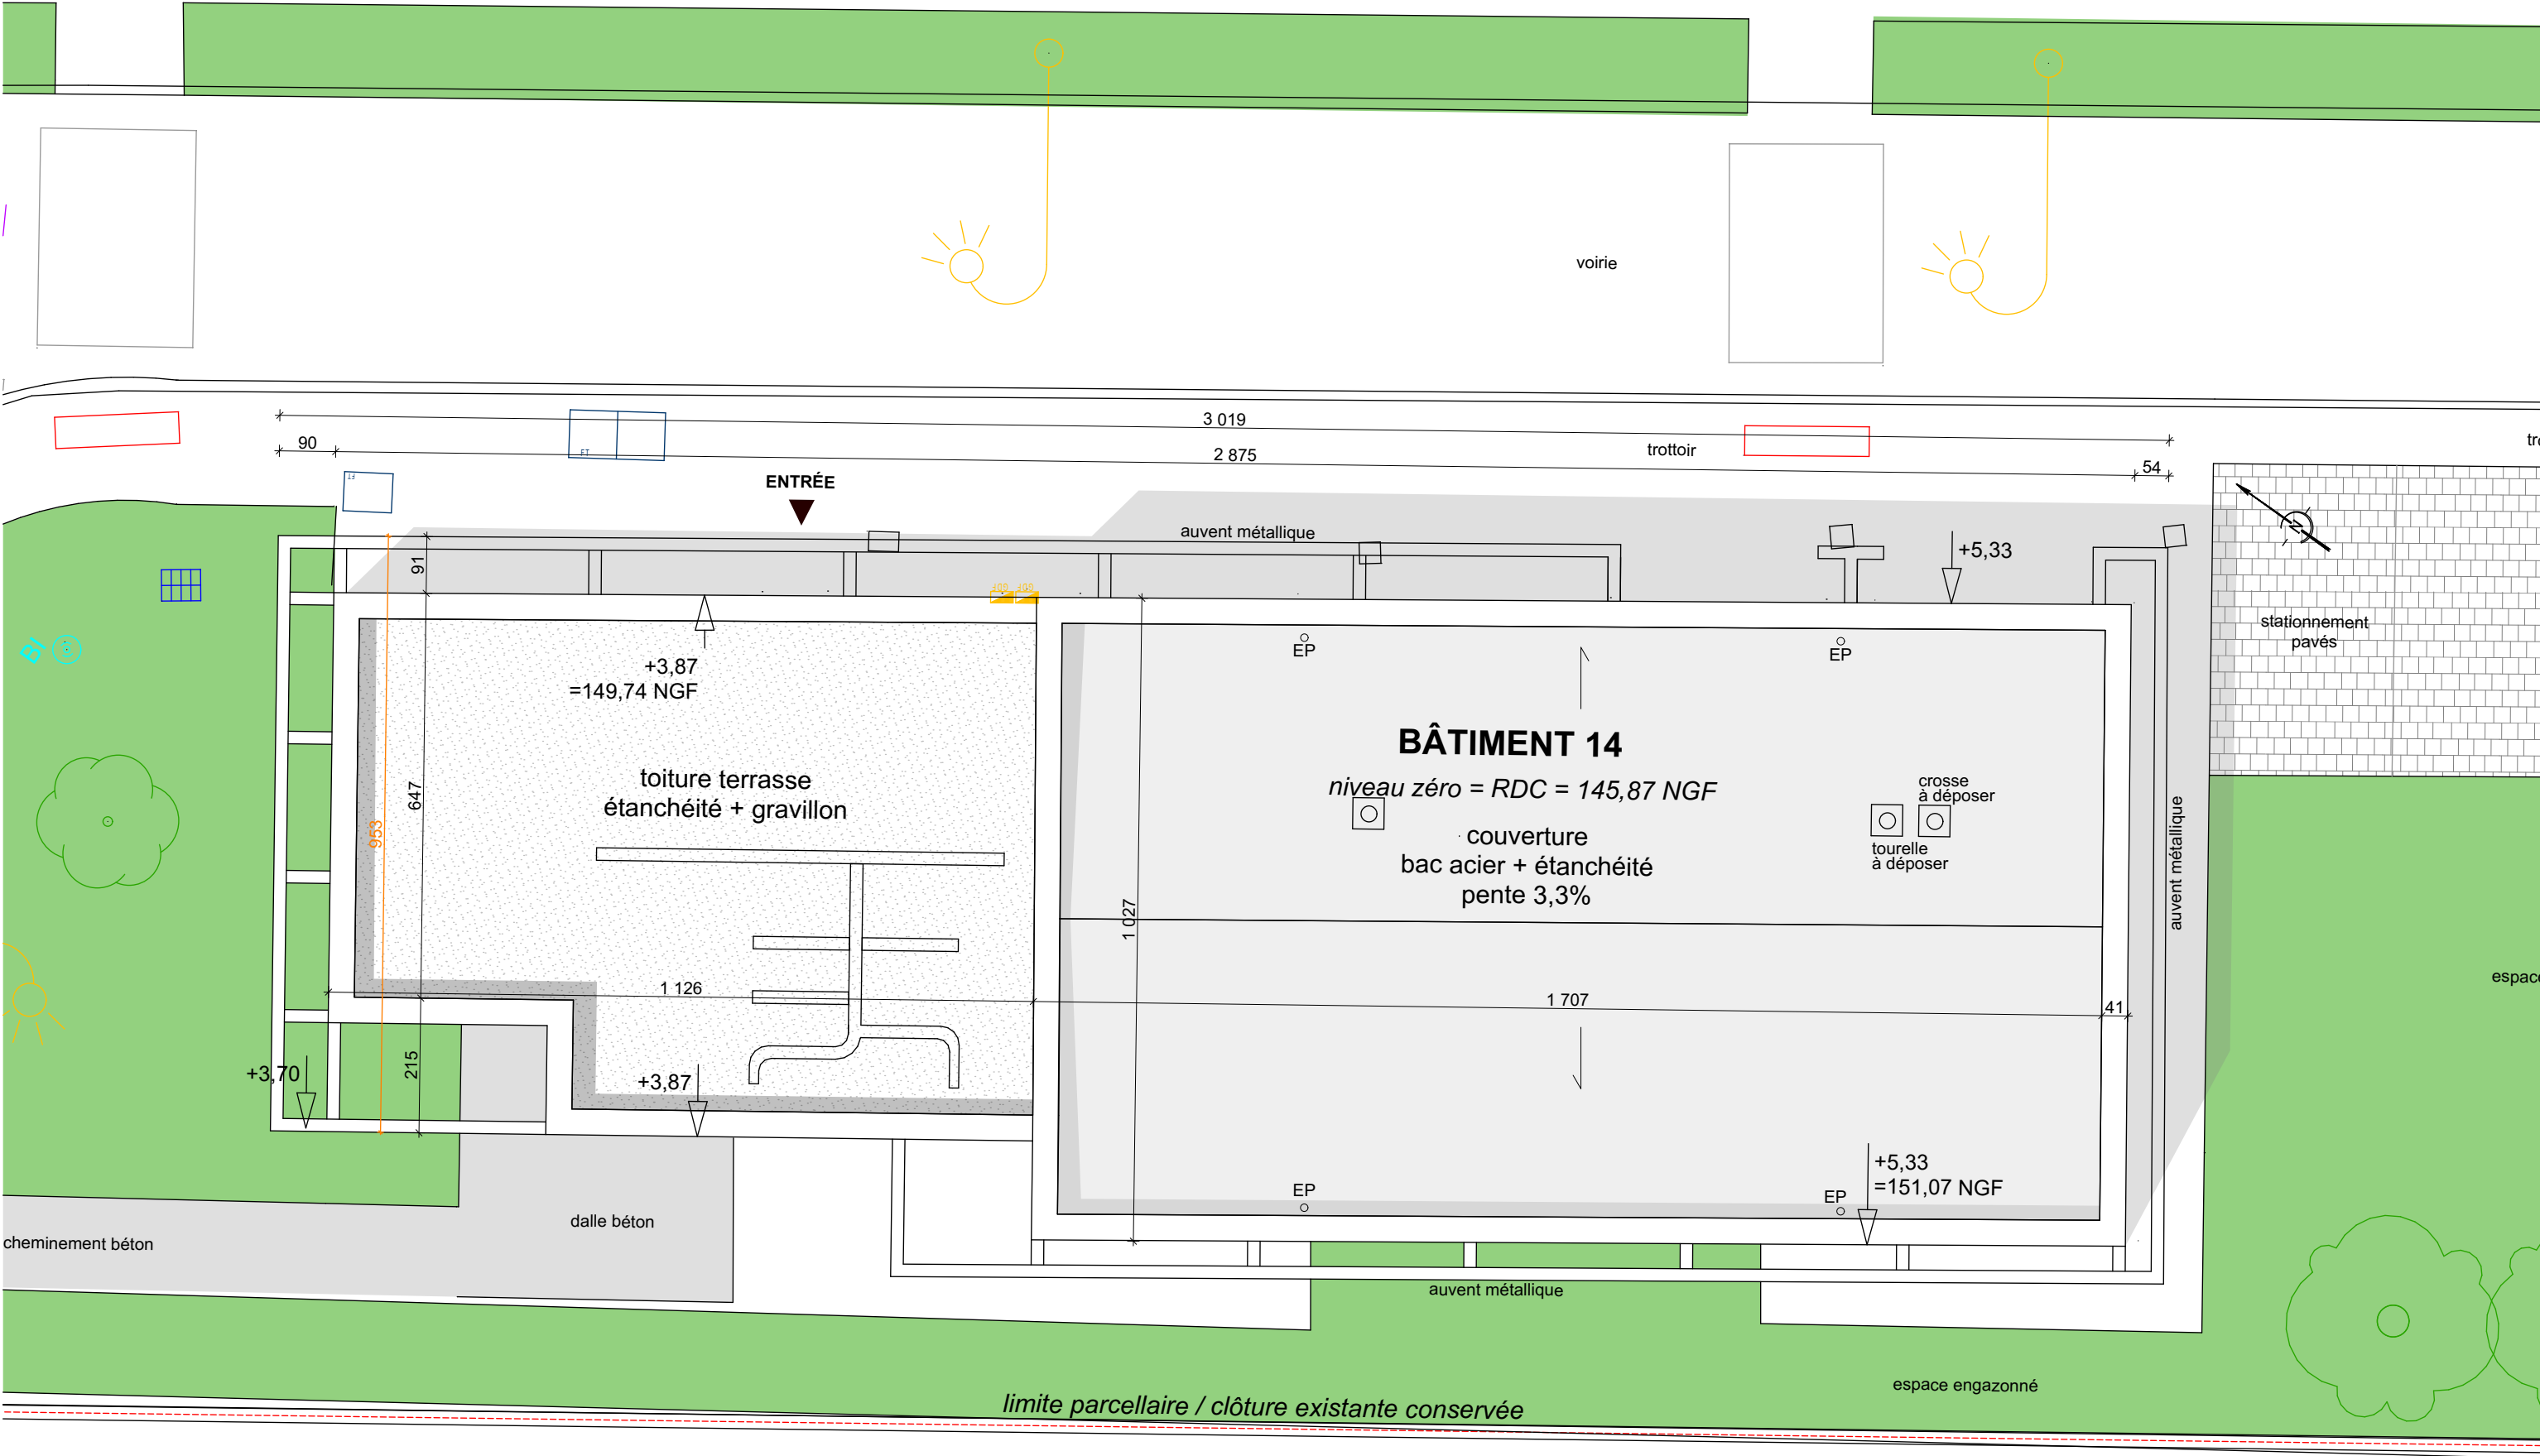 voirie
3 019
90
2 875
trottoir
54
tro
FT
FT
ENTRÉE
auvent métallique
+5,33
N
91
stationnement
pavés
BI
EP
EP
+3,87
=149,74 NGF
BÂTIMENT 14
niveau zéro = RDC = 145,87 NGF
toiture terrasse
étanchéité + gravillon
647
953
crosse
à déposer
couverture
bac acier + étanchéité
pente 3,3%
tourelle
à déposer
auvent métallique
1 027
espace
1 126
1 707
41
215
+3,70
+3,87
+5,33
=151,07 NGF
EP
EP
dalle béton
cheminement béton
auvent métallique
espace engazonné
limite parcellaire / clôture existante conservée